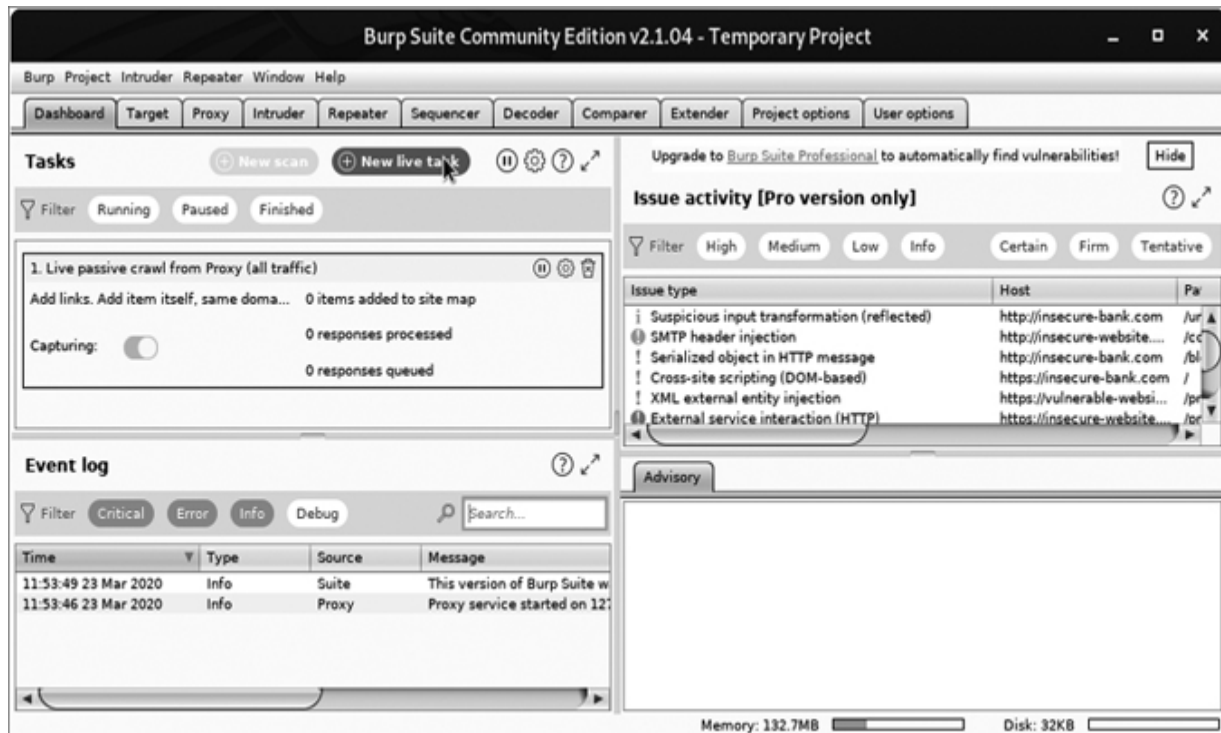 Burp Suite Community Edition v2.1.04 - Temporary Project
Burp Project Intruder Repeater Window Help
Dashboard Target Proxy Intruder Repeater Sequencer Decoder Comparer Extender Project options User options
Tasks
New scan
New live task
Filter Running Paused Finished
1. Live passive crawl from Proxy (all traffic)
Add links. Add item itself, same doma... 0 items added to site map
0 responses processed
Capturing:
0 responses queued
Event log
Filter Critical Error Info Debug Search...
Time Type Source Message
11:53:49 23 Mar 2020 Info Suite This version of Burp Suite w
11:53:46 23 Mar 2020 Info Proxy Proxy service started on 127
Upgrade to Burp Suite Professional to automatically find vulnerabilities! Hide
Issue activity [Pro version only]
Filter High Medium Low Info Certain Firm Tentative
Issue type Host Pa
Suspicious input transformation (reflected) http://insecure-bank.com /ur
SMTP header injection http://insecure-website.... /cc
Serialized object in HTTP message http://insecure-bank.com /bl
Cross-site scripting (DOM-based) https://insecure-bank.com /
XML external entity injection https://vulnerable-websi... /pr
External service interaction (HTTP) https://insecure-website.... /pr
Advisory
Memory: 132.7MB Disk: 32KB